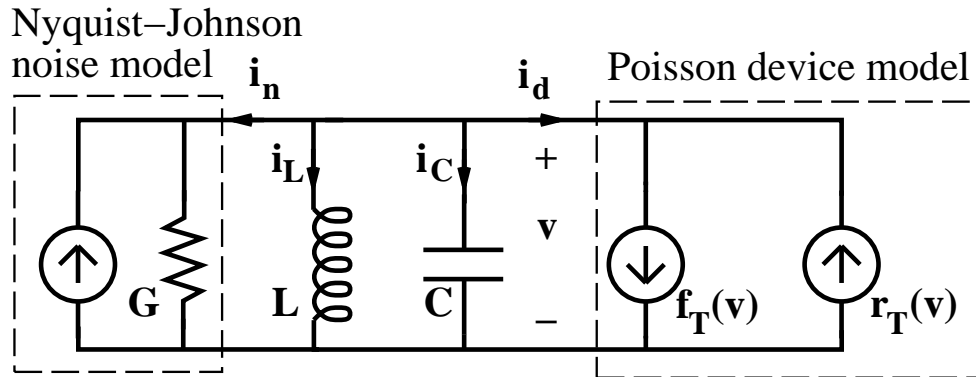 Nyquist–Johnson
noise model
Poisson device model
i_n
i_d
i_L
i_C
+
v
−
G
L
C
f_T(v)
r_T(v)